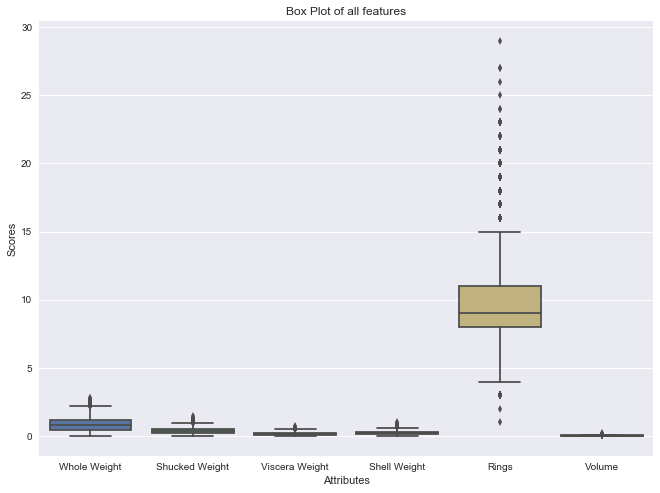 Box Plot of all features
30
25
20
15
10
5
0
Scores
Whole Weight
Shucked Weight
Viscera Weight
Shell Weight
Rings
Volume
Attributes